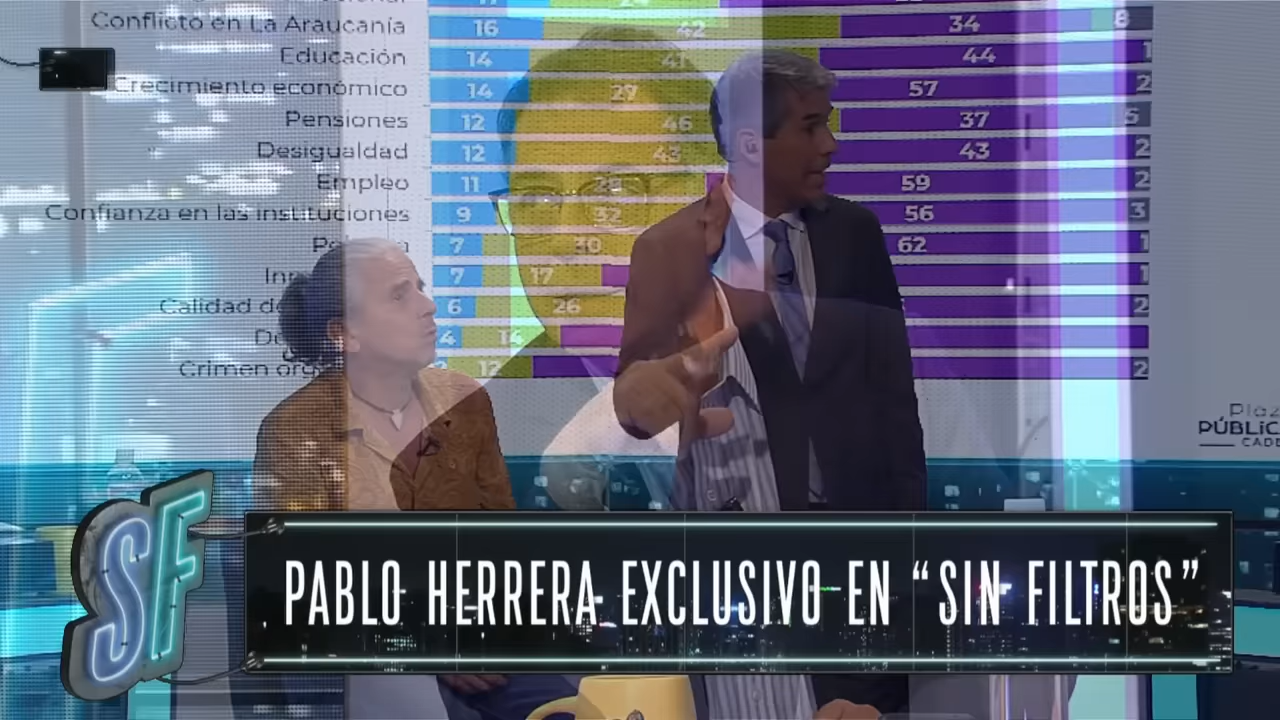 Conflicto en La Araucanía 16 42 34 8
Educación 14 41 44 1
Crecimiento económico 14 27 57 2
Pensiones 12 46 37 5
Desigualdad 12 43 43 2
Empleo 11 59 2
Confianza en las instituciones 9 32 56 3
7 30 62 1
7 17 1
Calidad de 6 26 2
4 14
Crimen 12 2
PÚBLIC
CADE
SF
PABLO HERRERA EXCLUSIVO EN “SIN FILTROS”